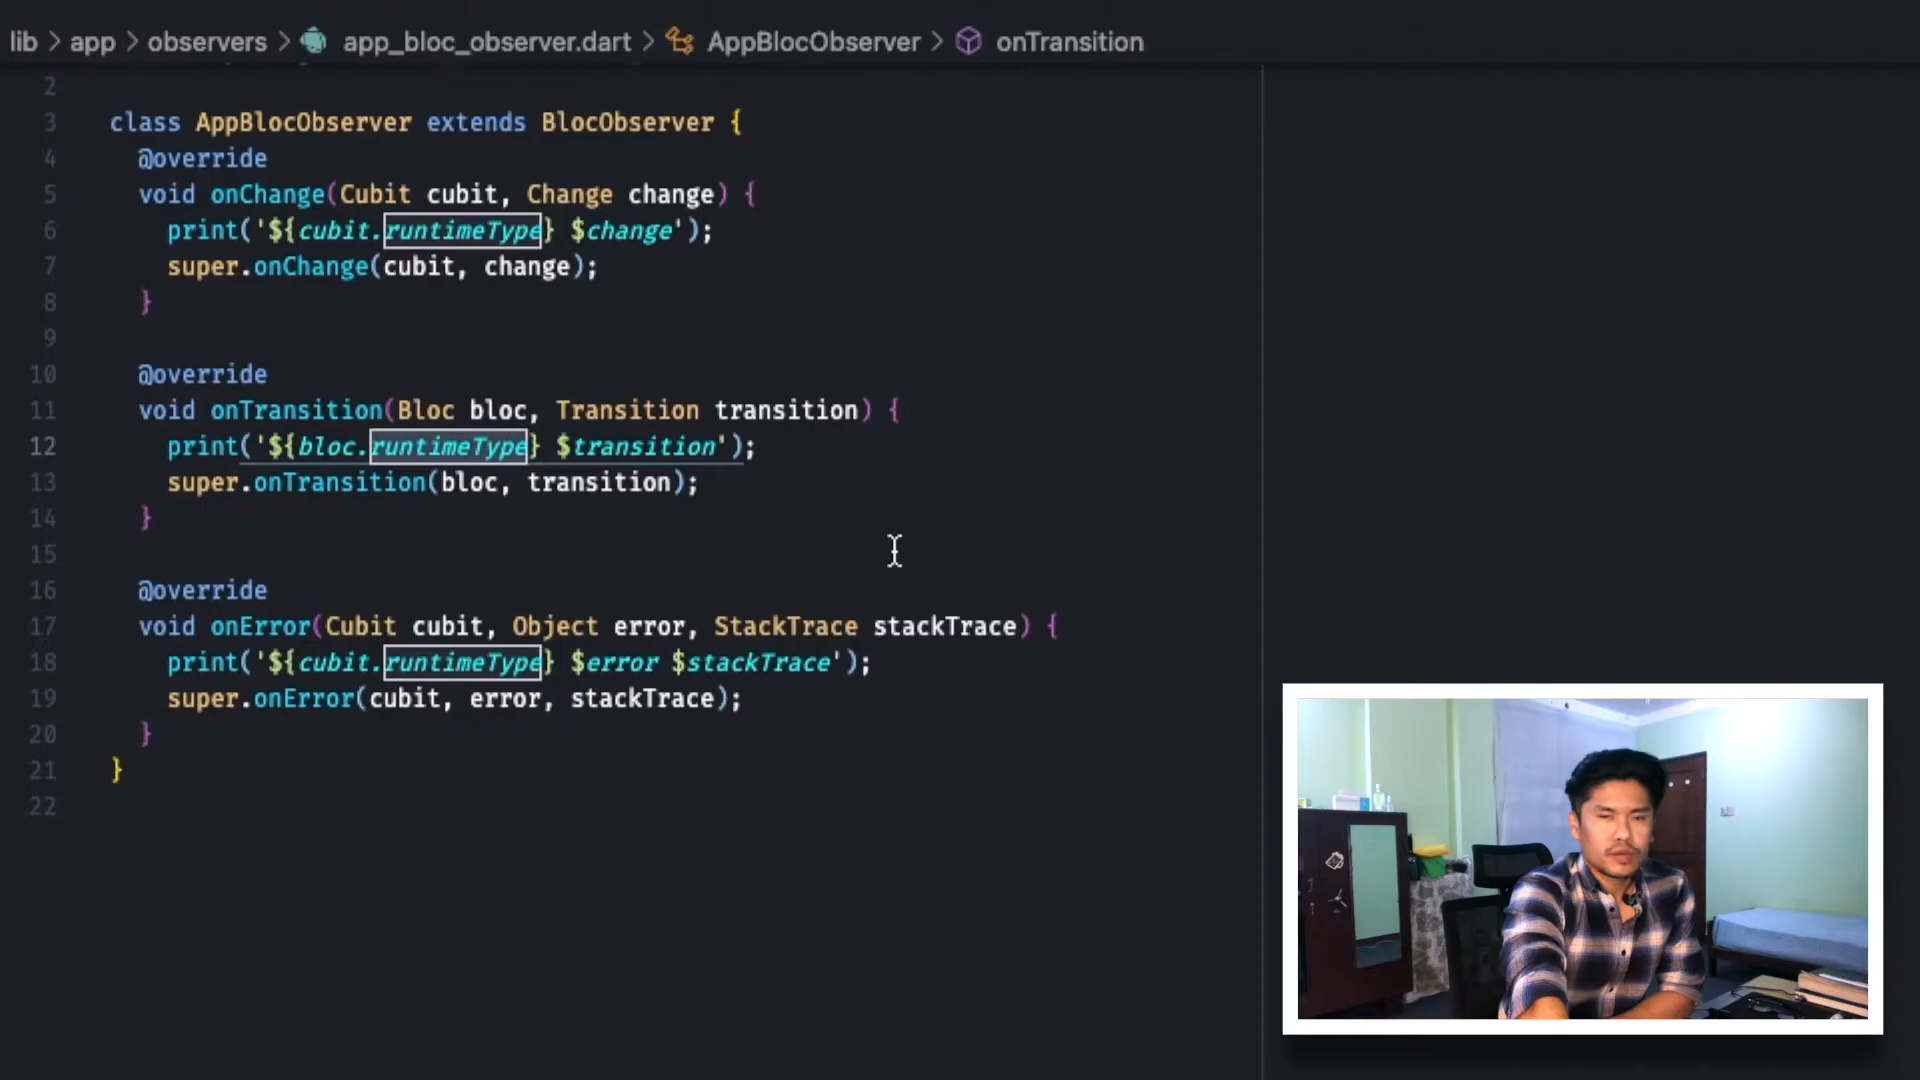 lib > app > observers > app_bloc_observer.dart > AppBlocObserver > onTransition
2
3 class AppBlocObserver extends BlocObserver {
4 @override
5 void onChange(Cubit cubit, Change change) {
6 print('${cubit.runtimeType} $change');
7 super.onChange(cubit, change);
8 }
9
10 @override
11 void onTransition(Bloc bloc, Transition transition) {
12 print('${bloc.runtimeType} $transition');
13 super.onTransition(bloc, transition);
14 }
15
16 @override
17 void onError(Cubit cubit, Object error, StackTrace stackTrace) {
18 print('${cubit.runtimeType} $error $stackTrace');
19 super.onError(cubit, error, stackTrace);
20 }
21 }
22